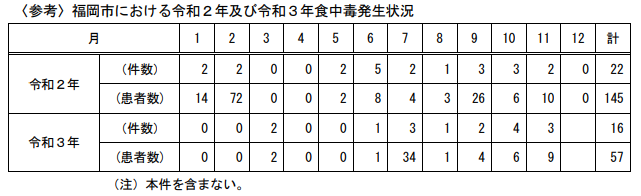 〈参考〉福岡市における令和２年及び令和３年食中毒発生状況
月 1 2 3 4 5 6 7 8 9 10 11 12 計
令和２年 （件数） 2 2 0 0 2 5 2 1 3 3 2 0 22
（患者数） 14 72 0 0 2 8 4 3 26 6 10 0 145
令和３年 （件数） 0 0 2 0 0 1 3 1 2 4 3 16
（患者数） 0 0 2 0 0 1 34 1 4 6 9 57
（注）本件を含まない。